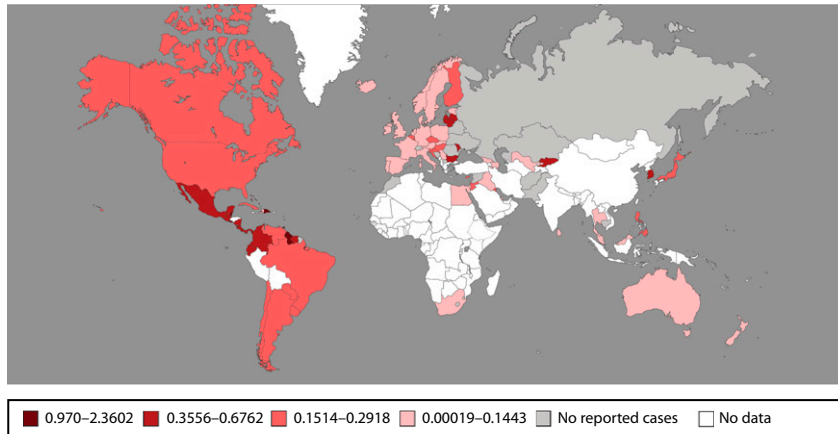 0.970–2.3602 0.3556–0.6762 0.1514–0.2918 0.00019–0.1443 No reported cases No data